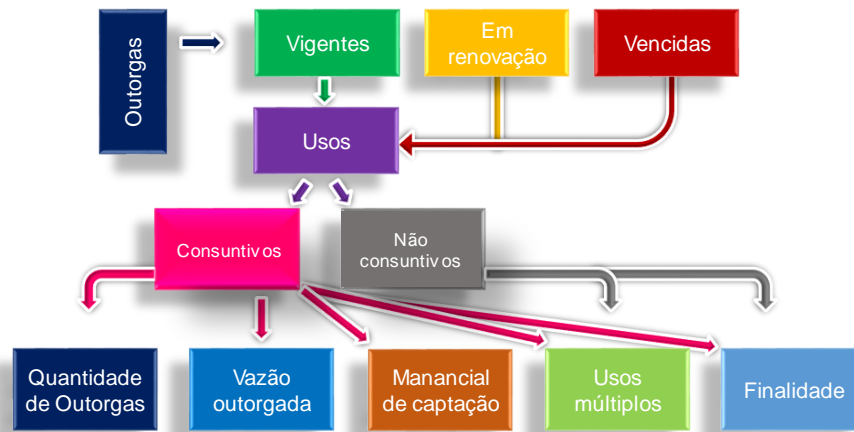 Outorgas
Vigentes
Em
renovação
Vencidas
Usos
Consuntivos
Não
consuntivos
Quantidade
de Outorgas
Vazão
outorgada
Manancial
de captação
Usos
múltiplos
Finalidade